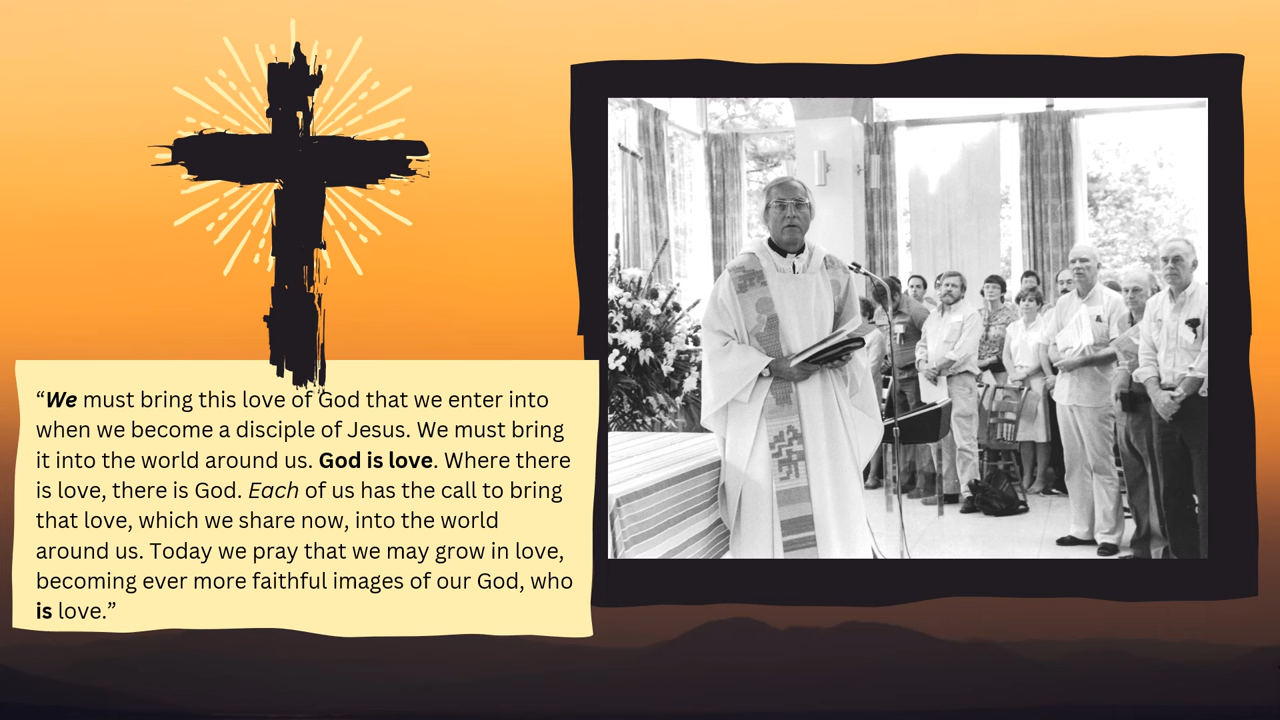 “We must bring this love of God that we enter into
when we become a disciple of Jesus. We must bring
it into the world around us. God is love. Where there
is love, there is God. Each of us has the call to bring
that love, which we share now, into the world
around us. Today we pray that we may grow in love,
becoming ever more faithful images of our God, who
is love.”